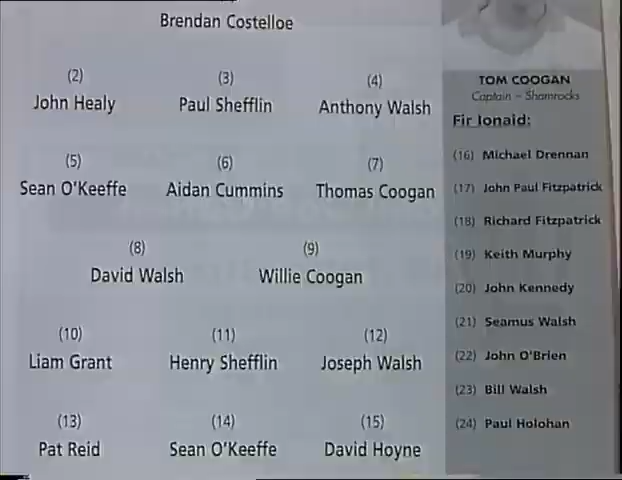 Brendan Costelloe
(2) (3) (4)
John Healy Paul Shefflin Anthony Walsh
(5) (6) (7)
Sean O'Keeffe Aidan Cummins Thomas Coogan
(8) (9)
David Walsh Willie Coogan
(10) (11) (12)
Liam Grant Henry Shefflin Joseph Walsh
(13) (14) (15)
Pat Reid Sean O'Keeffe David Hoyne
TOM COOGAN
Captain – Shamrocks
Fir Ionaid:
(16) Michael Drennan
(17) John Paul Fitzpatrick
(18) Richard Fitzpatrick
(19) Keith Murphy
(20) John Kennedy
(21) Seamus Walsh
(22) John O'Brien
(23) Bill Walsh
(24) Paul Holohan